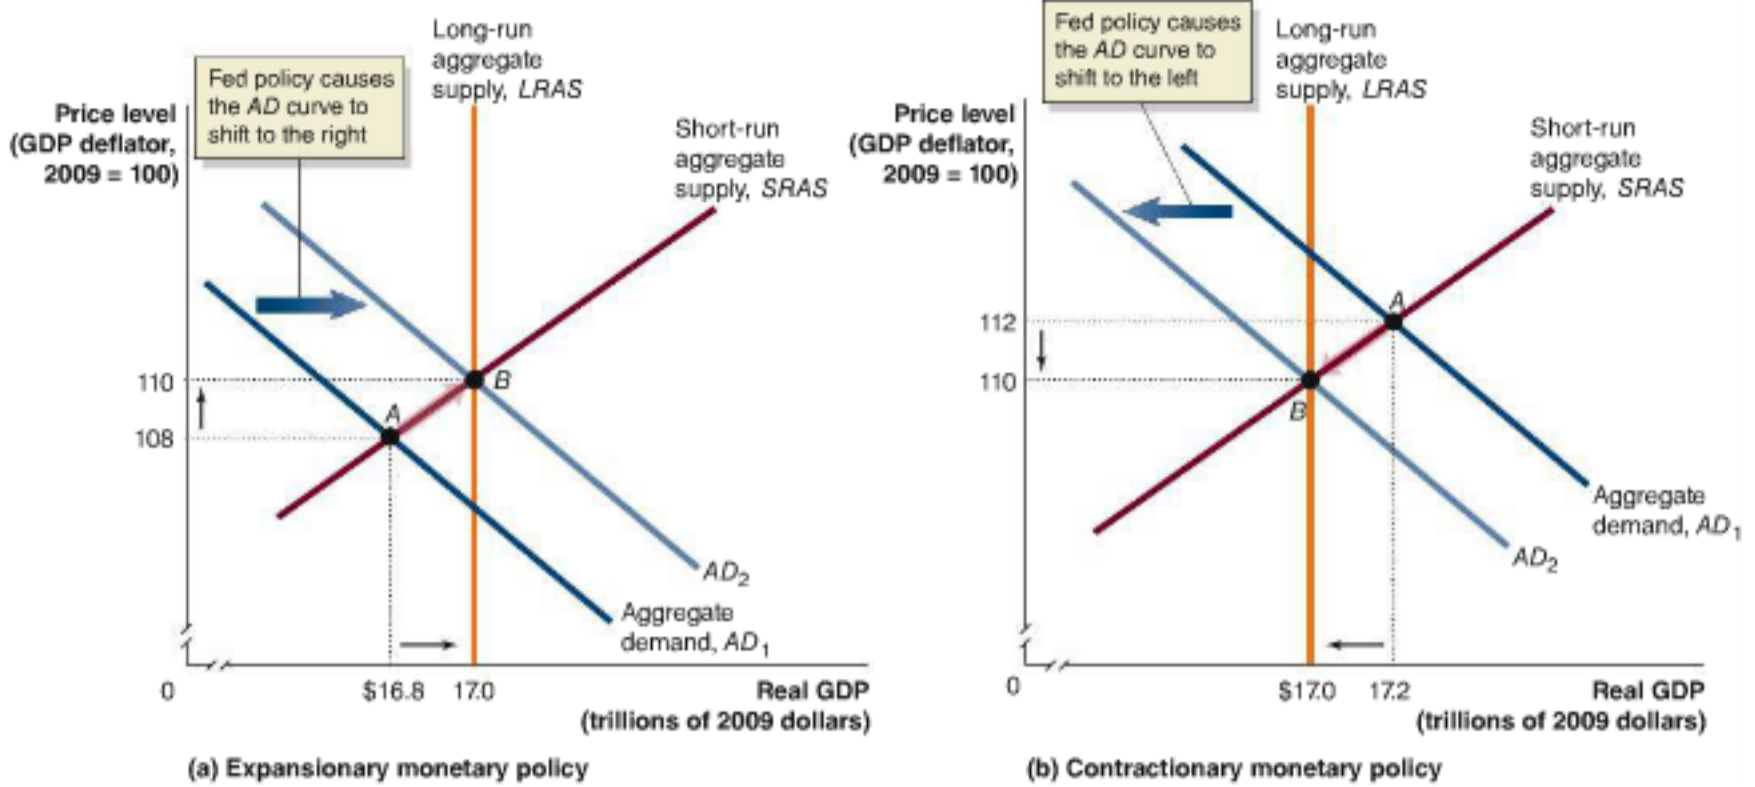 Fed policy causes
the AD curve to
shift to the right
Long-run
aggregate
supply, LRAS
Price level
(GDP deflator,
2009 = 100)
Short-run
aggregate
supply, SRAS
110
108
A
B
AD2
Aggregate
demand, AD1
0
$16.8
17.0
Real GDP
(trillions of 2009 dollars)
(a) Expansionary monetary policy
Fed policy causes
the AD curve to
shift to the left
Long-run
aggregate
supply, LRAS
Price level
(GDP deflator,
2009 = 100)
Short-run
aggregate
supply, SRAS
112
110
A
B
Aggregate
demand, AD1
AD2
0
$17.0
17.2
Real GDP
(trillions of 2009 dollars)
(b) Contractionary monetary policy